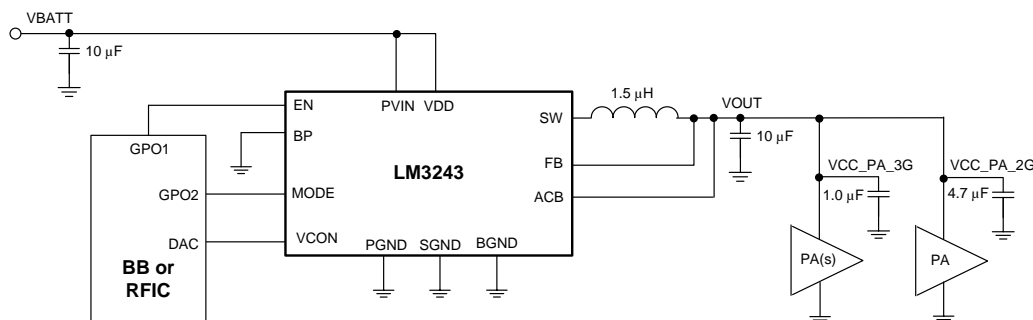 VBATT
10 µF
EN
PVIN VDD
1.5 µH
SW
VOUT
BP
10 µF
GPO1
FB
VCC_PA_3G
VCC_PA_2G
LM3243
GPO2
MODE
ACB
1.0 µF
4.7 µF
DAC
VCON
PGND SGND BGND
BB or
RFIC
PA(s)
PA